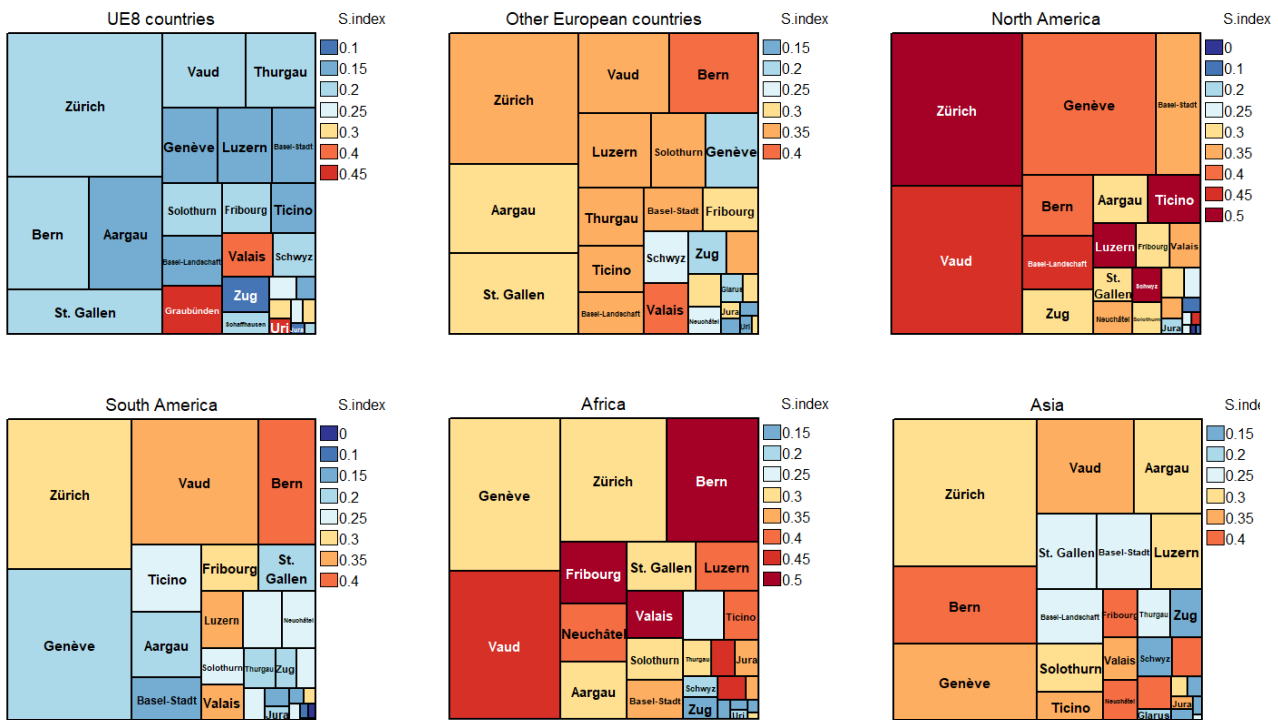 UE8 countries
S.index
Zürich
Vaud
Thurgau
Genève
Luzern
Basel-Stadt
Bern
Aargau
Solothurn
Fribourg
Ticino
Basel-Landschaft
Valais
Schwyz
St. Gallen
Graubünden
Zug
Schaffhausen
Uri
Jura
0.1
0.15
0.2
0.25
0.3
0.4
0.45
Other European countries
S.index
Zürich
Vaud
Bern
Luzern
Solothurn
Genève
Aargau
Thurgau
Basel-Stadt
Fribourg
Ticino
Schwyz
Zug
St. Gallen
Basel-Landschaft
Valais
Neuchâtel
Glarus
Jura
Uri
0.15
0.2
0.25
0.3
0.35
0.4
North America
S.index
Zürich
Genève
Basel-Stadt
Vaud
Bern
Aargau
Ticino
Basel-Landschaft
Luzern
Fribourg
Valais
Zug
St.
Gallen
Schwyz
Neuchâtel
Solothurn
Jura
0
0.1
0.2
0.25
0.3
0.35
0.4
0.45
0.5
South America
S.index
Zürich
Vaud
Bern
Genève
Ticino
Fribourg
St.
Gallen
Aargau
Luzern
Neuchâtel
Solothurn
Thurgau
Zug
Basel-Stadt
Valais
Jura
0
0.1
0.15
0.2
0.25
0.3
0.35
0.4
Africa
S.index
Genève
Zürich
Bern
Vaud
Fribourg
St. Gallen
Luzern
Neuchâtel
Valais
Ticino
Aargau
Solothurn
Thurgau
Jura
Basel-Stadt
Schwyz
Zug
Uri
0.15
0.2
0.25
0.3
0.35
0.4
0.45
0.5
Asia
S.inde
Zürich
Vaud
Aargau
St. Gallen
Basel-Stadt
Luzern
Bern
Basel-Landschaft
Fribourg
Thurgau
Zug
Genève
Solothurn
Valais
Schwyz
Ticino
Neuchâtel
Jura
Glarus
0.15
0.2
0.25
0.3
0.35
0.4